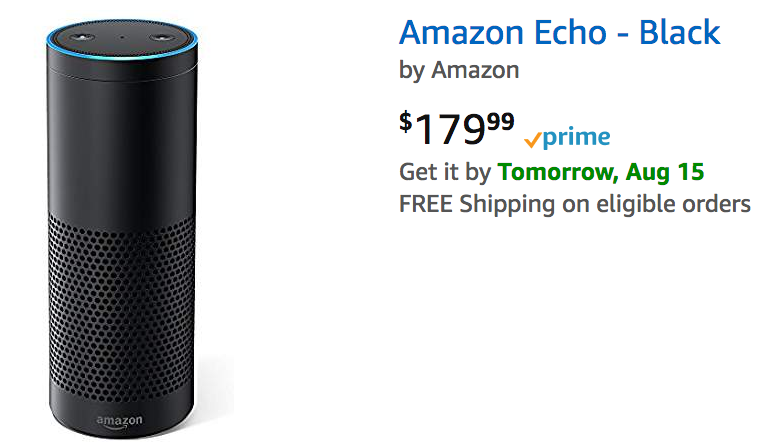 Amazon Echo - Black
by Amazon
$179.99 prime
Get it by Tomorrow, Aug 15
FREE Shipping on eligible orders
amazon